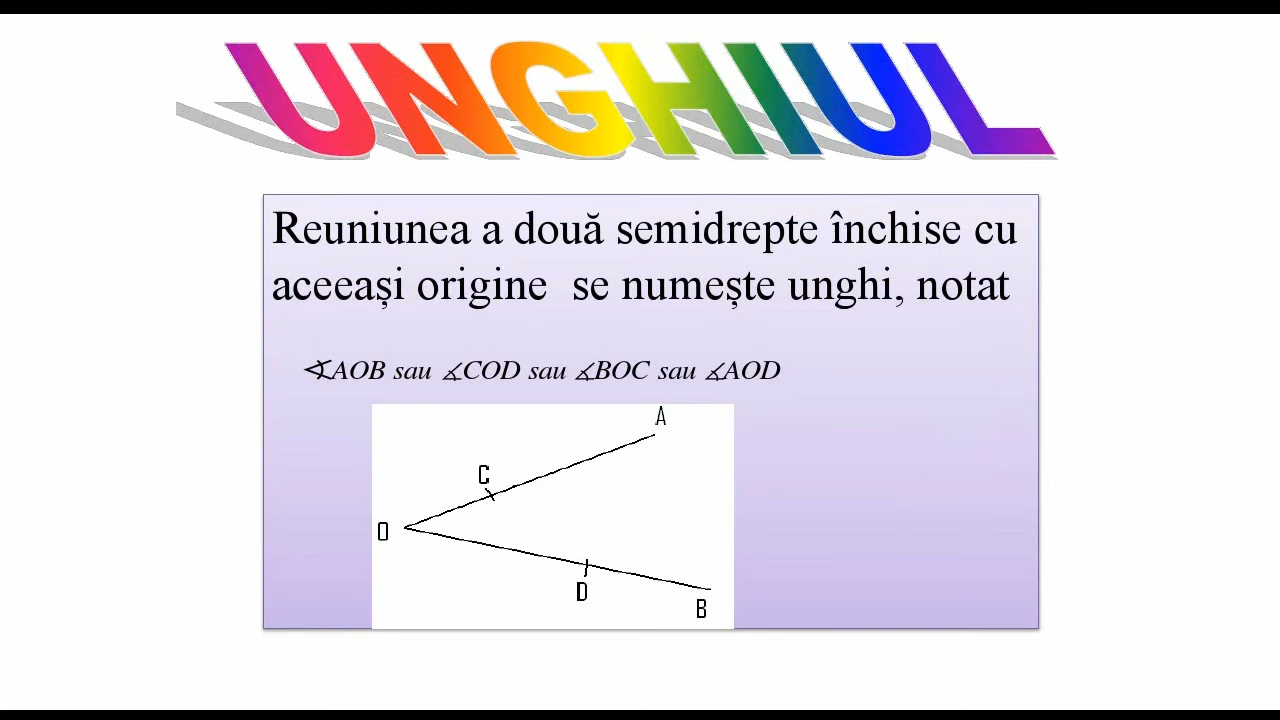 UNGHIUL
Reuniunea a două semidrepte închise cu
aceeași origine se numește unghi, notat
∢AOB sau ∡COD sau ∡BOC sau ∡AOD
A
C
O
D
B